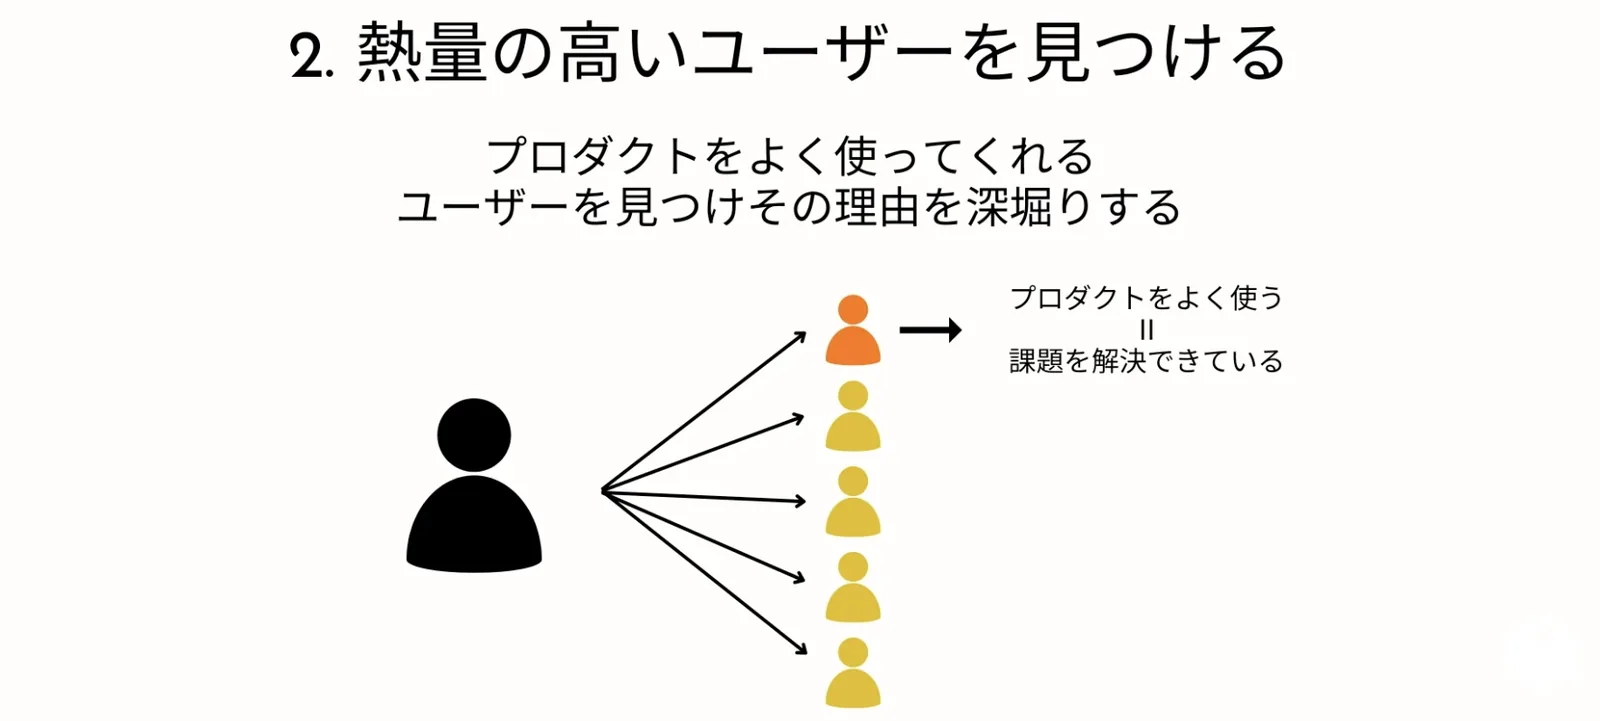 2. 熱量の高いユーザーを見つける
プロダクトをよく使ってくれる
ユーザーを見つけその理由を深堀りする
プロダクトをよく使う
=
課題を解決できている